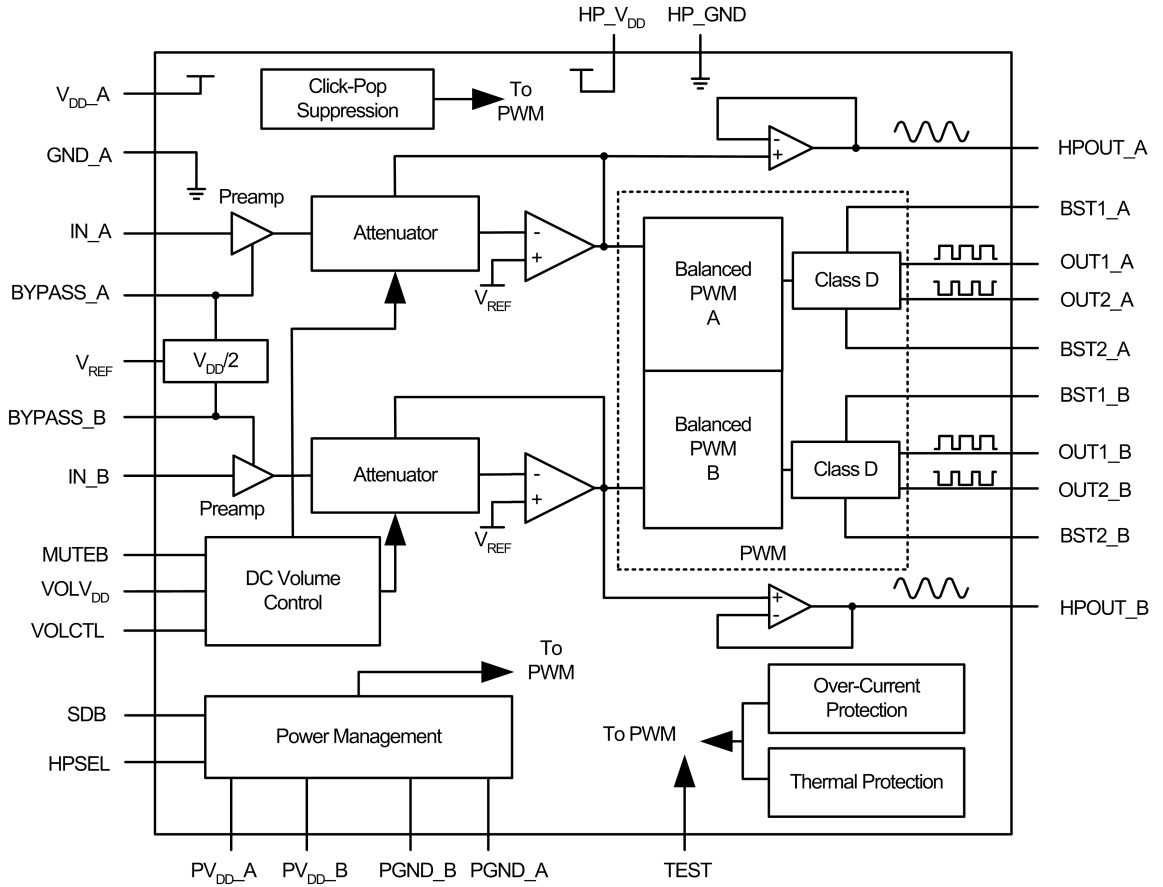 HP_VDD
HP_GND
VDD_A
Click-Pop
Suppression
To
PWM
GND_A
HPOUT_A
Preamp
BST1_A
IN_A
Attenuator
-
+
-
+
Balanced
PWM
A
Class D
OUT1_A
BYPASS_A
VREF
OUT2_A
VREF
VDD/2
BST2_A
BYPASS_B
BST1_B
Balanced
PWM
B
OUT1_B
IN_B
Attenuator
-
+
Class D
OUT2_B
Preamp
VREF
BST2_B
PWM
MUTEB
VOLVDD
VOLCTL
DC Volume
Control
+
-
HPOUT_B
To
PWM
SDB
HPSEL
Power Management
To PWM
Over-Current
Protection
Thermal Protection
PVDD_A
PVDD_B
PGND_B
PGND_A
TEST